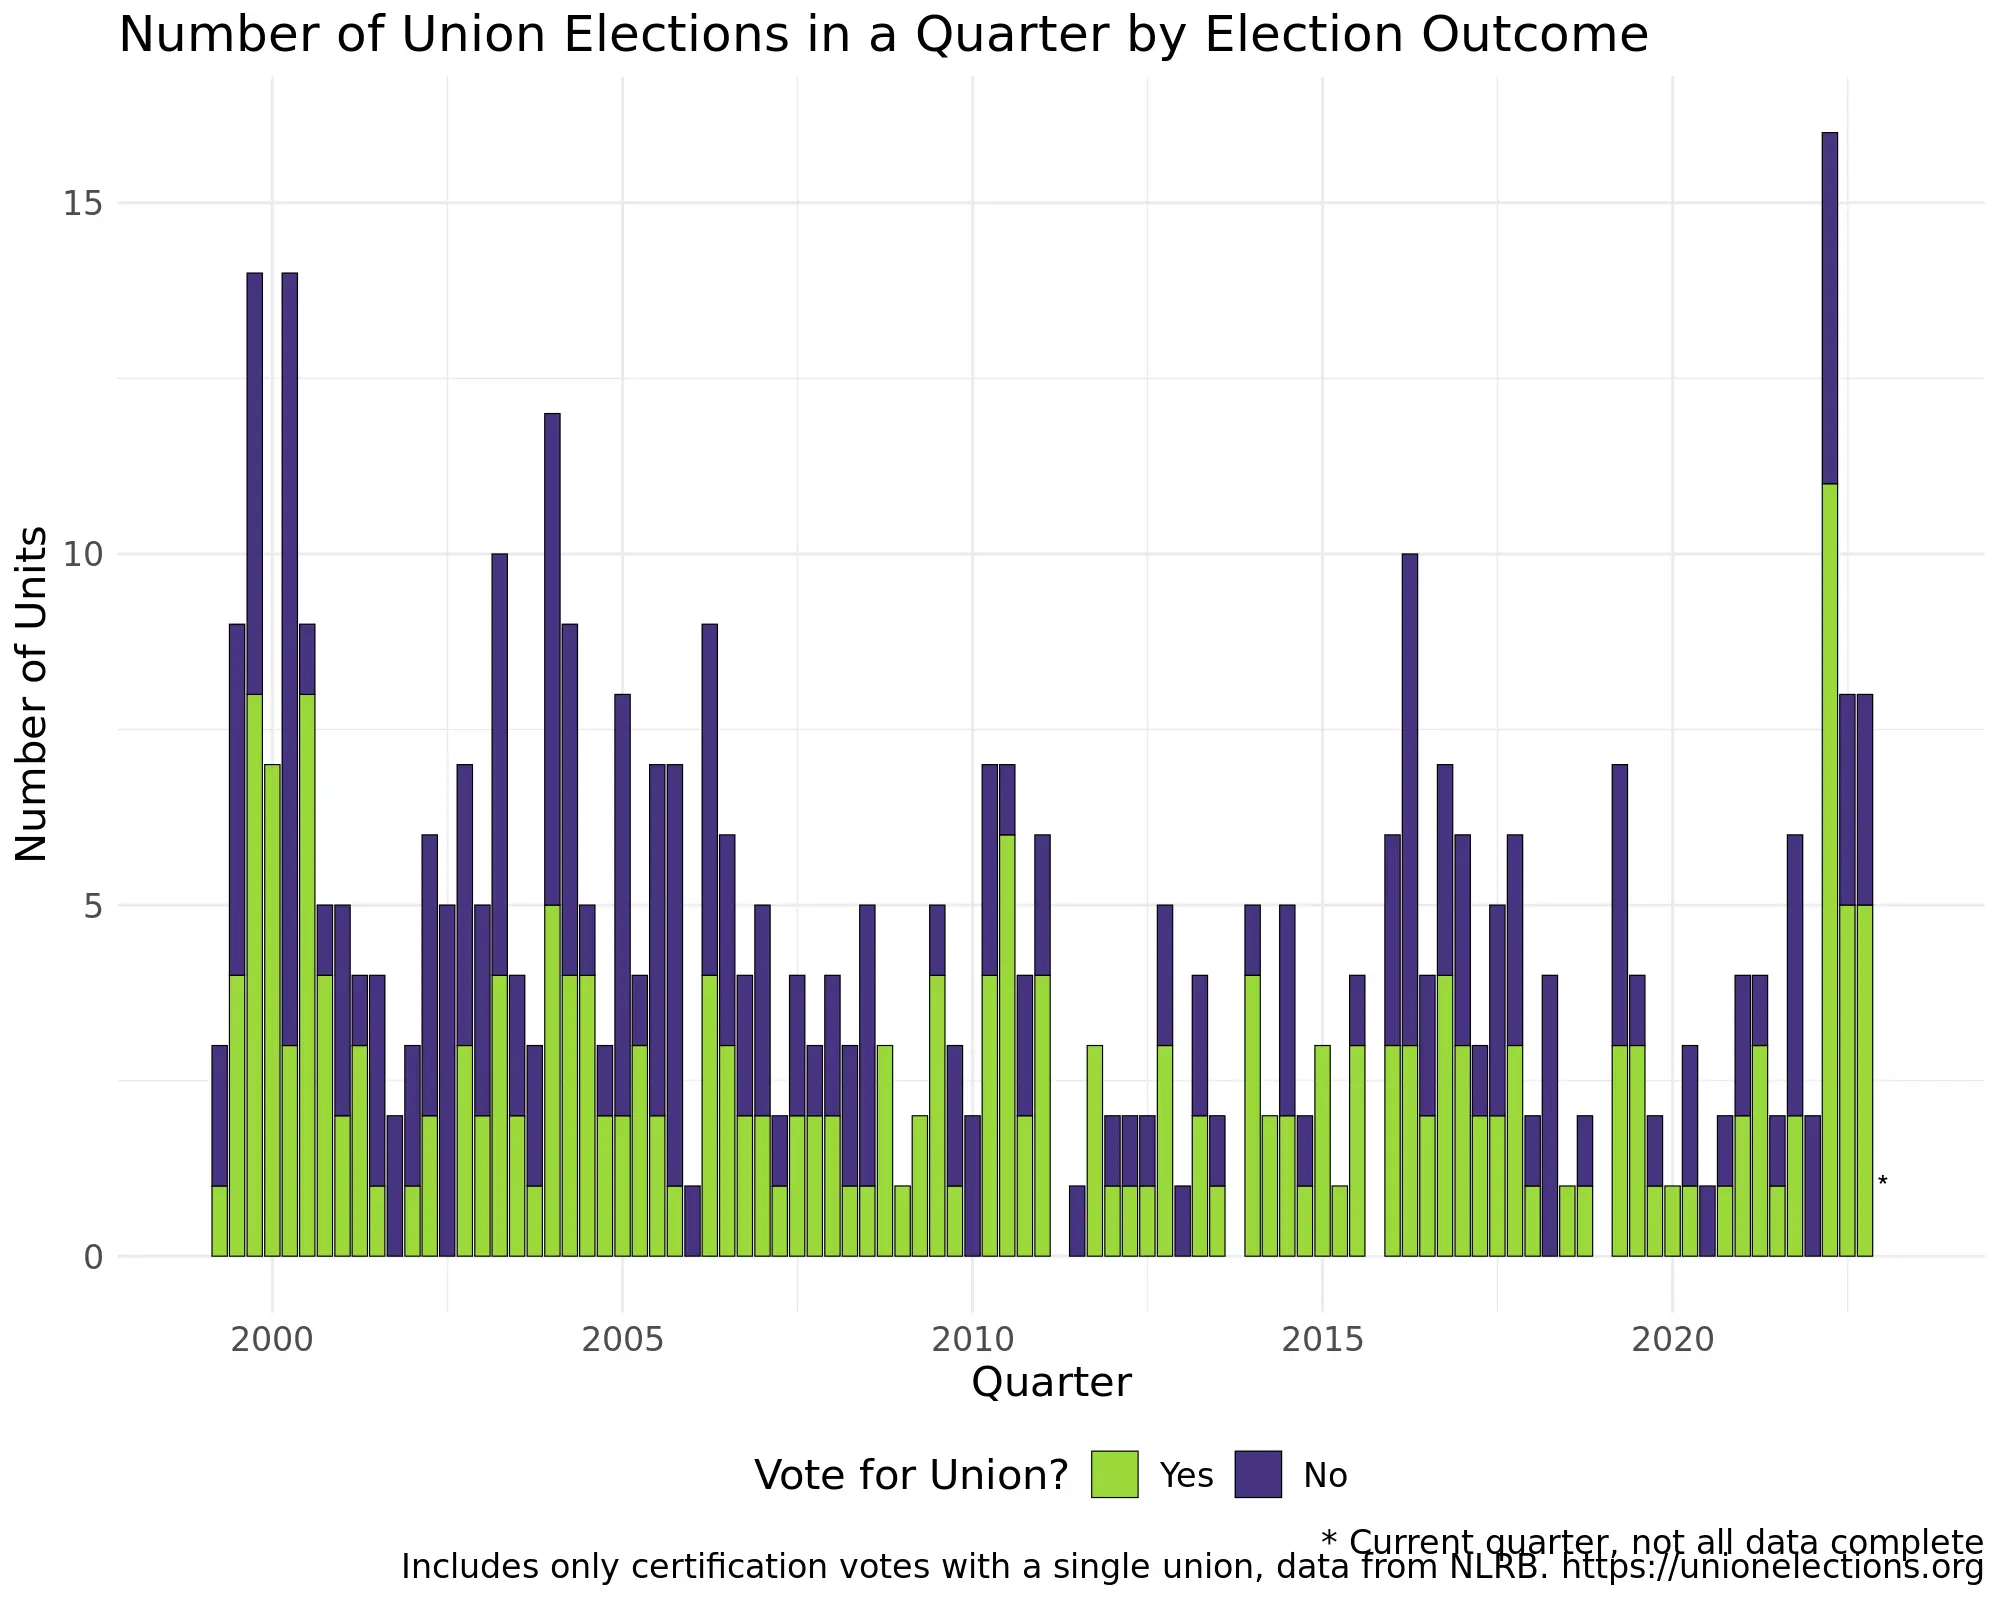 Number of Union Elections in a Quarter by Election Outcome
Number of Units
15
10
5
0
*
2000 2005 2010 2015 2020
Quarter
Vote for Union? Yes No
* Current quarter, not all data complete
Includes only certification votes with a single union, data from NLRB. https://unionelections.org